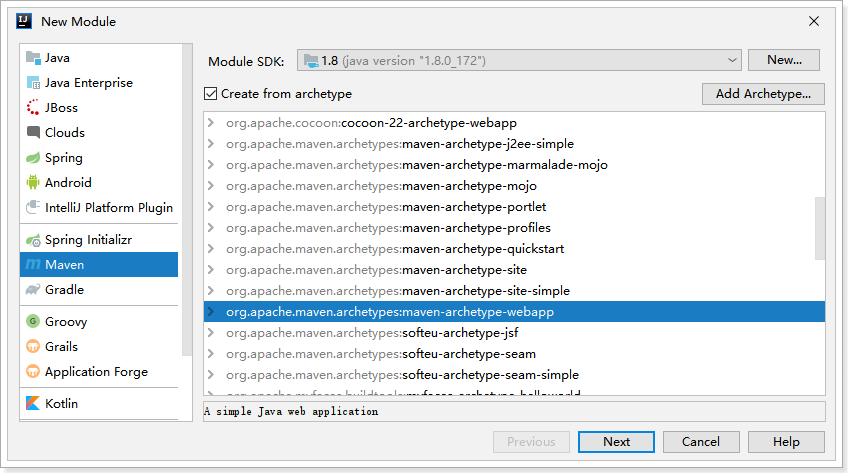 New Module
Java
Java Enterprise
JBoss
Clouds
Spring
Android
IntelliJ Platform Plugin
Spring Initializr
Maven
Gradle
Groovy
Grails
Application Forge
Kotlin
Module SDK: 1.8 (java version "1.8.0_172") New...
Create from archetype Add Archetype...
org.apache.cocoon:cocoon-22-archetype-webapp
org.apache.maven.archetypes:maven-archetype-j2ee-simple
org.apache.maven.archetypes:maven-archetype-marmalade-mojo
org.apache.maven.archetypes:maven-archetype-mojo
org.apache.maven.archetypes:maven-archetype-portlet
org.apache.maven.archetypes:maven-archetype-profiles
org.apache.maven.archetypes:maven-archetype-quickstart
org.apache.maven.archetypes:maven-archetype-site
org.apache.maven.archetypes:maven-archetype-site-simple
org.apache.maven.archetypes:maven-archetype-webapp
org.apache.maven.archetypes:softeu-archetype-jsf
org.apache.maven.archetypes:softeu-archetype-seam
org.apache.maven.archetypes:softeu-archetype-seam-simple
org.apache.myfaces.buildtools:myfaces-archetype-helloworld
A simple Java web application
Previous Next Cancel Help